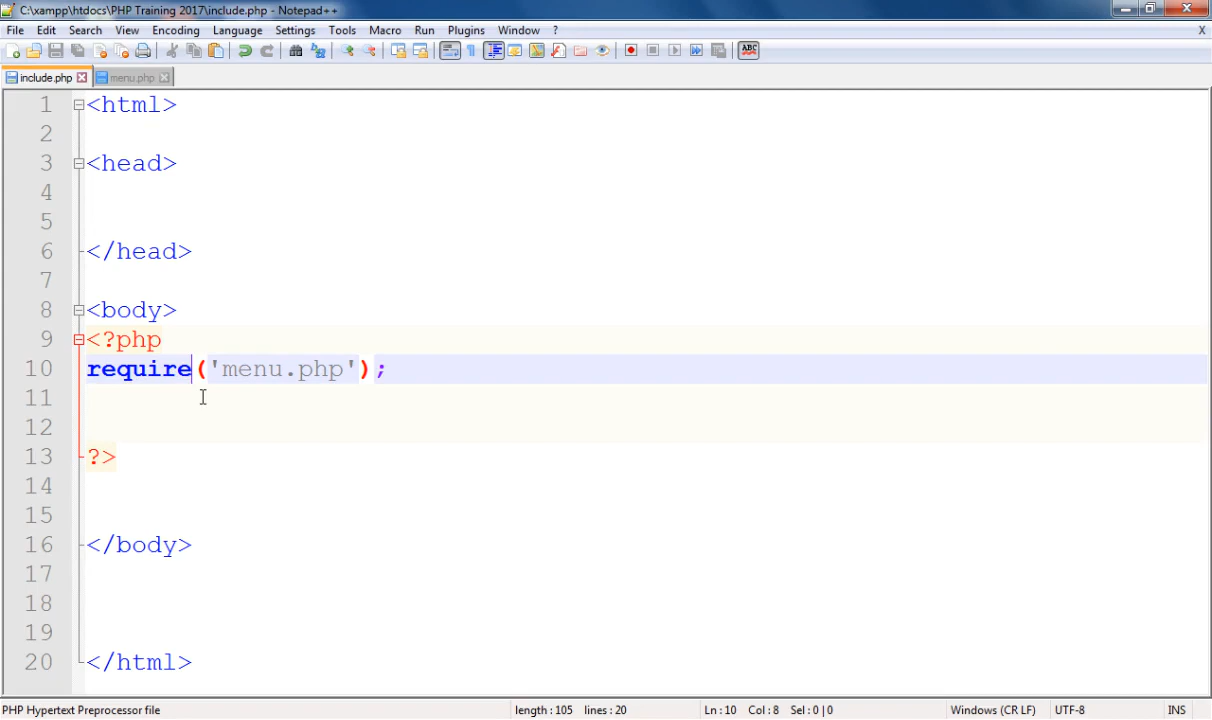 C:\xampp\htdocs\PHP Training 2017\include.php - Notepad++
File Edit Search View Encoding Language Settings Tools Macro Run Plugins Window ? X
ABC
include.php menu.php
1 <html>
2
3 <head>
4
5
6 </head>
7
8 <body>
9 <?php
10 require('menu.php');
11
12
13 ?>
14
15
16 </body>
17
18
19
20 </html>
PHP Hypertext Preprocessor file length : 105 lines : 20 Ln : 10 Col : 8 Sel : 0 | 0 Windows (CR LF) UTF-8 INS